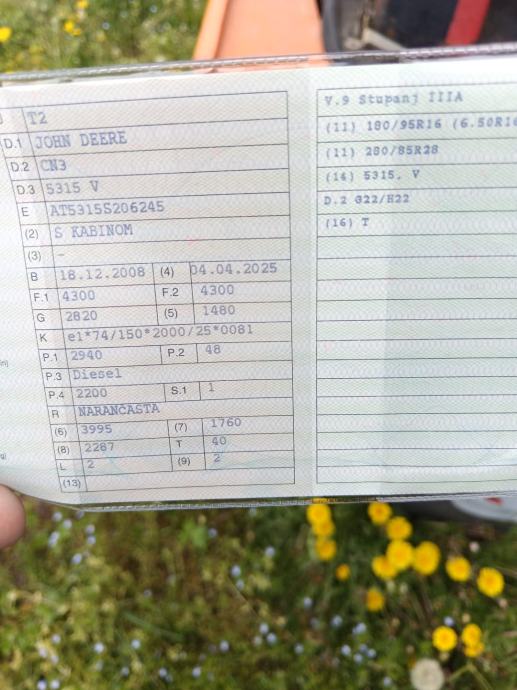 J T2
D.1 JOHN DEERE
D.2 CN3
D.3 5315 V
E AT5315S206245
(2) S KABINOM
(3) –
B 18.12.2008 (4) 04.04.2025
F.1 4300 F.2 4300
G 2820 (5) 1480
K e1*74/150*2000/25*0081
P.1 2940 P.2 48
P.3 Diesel
P.4 2200 S.1 1
R NARANČASTA
(6) 3995 (7) 1760
(8) 2287 T 40
L 2 (9) 2
(13)
V.9 Stupanj IIIA
(11) 180/95R16 (6.50R16
(11) 280/85R28
(14) 5315, V
D.2 G22/H22
(16) T